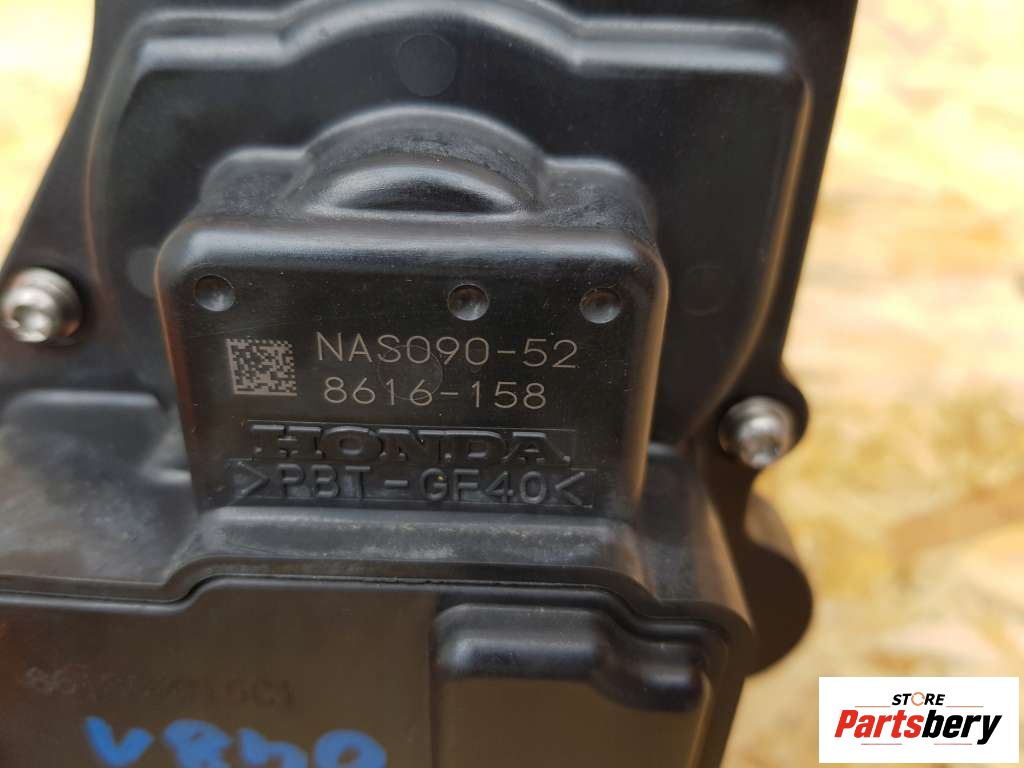 NAS090-52
8616-158
HONDA
>PBT-GF40<
STORE
Partsbery